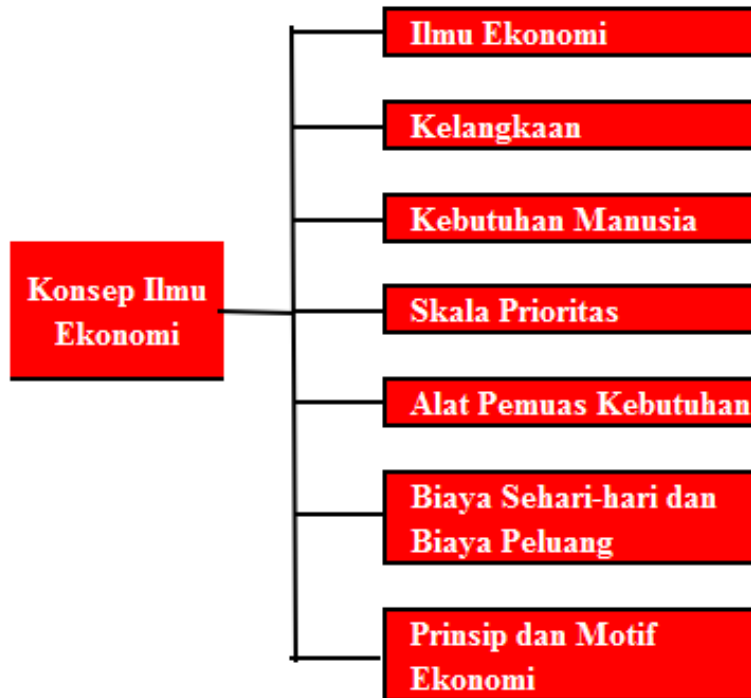 Ilmu Ekonomi
Kelangkaan
Kebutuhan Manusia
Konsep Ilmu
Ekonomi
Skala Prioritas
Alat Pemuas Kebutuhan
Biaya Sehari-hari dan
Biaya Peluang
Prinsip dan Motif
Ekonomi